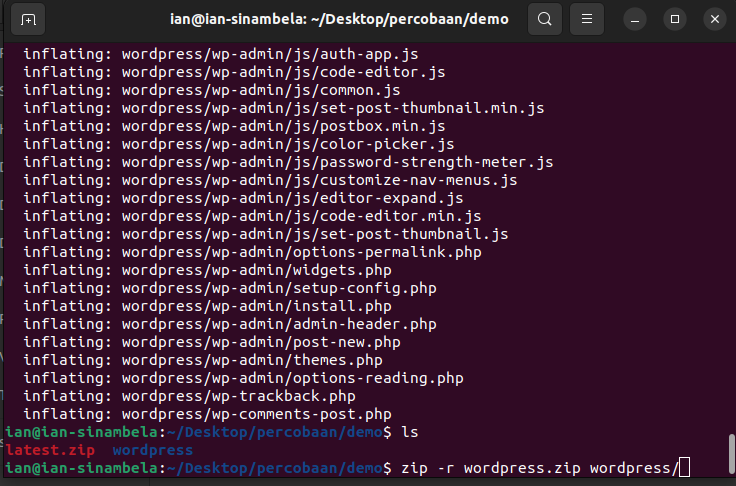 ian@ian-sinambela: ~/Desktop/percobaan/demo
inflating: wordpress/wp-admin/js/auth-app.js
inflating: wordpress/wp-admin/js/code-editor.js
inflating: wordpress/wp-admin/js/common.js
inflating: wordpress/wp-admin/js/set-post-thumbnail.min.js
inflating: wordpress/wp-admin/js/postbox.min.js
inflating: wordpress/wp-admin/js/color-picker.js
inflating: wordpress/wp-admin/js/password-strength-meter.js
inflating: wordpress/wp-admin/js/customize-nav-menus.js
inflating: wordpress/wp-admin/js/editor-expand.js
inflating: wordpress/wp-admin/js/code-editor.min.js
inflating: wordpress/wp-admin/js/set-post-thumbnail.js
inflating: wordpress/wp-admin/options-permalink.php
inflating: wordpress/wp-admin/widgets.php
inflating: wordpress/wp-admin/setup-config.php
inflating: wordpress/wp-admin/install.php
inflating: wordpress/wp-admin/admin-header.php
inflating: wordpress/wp-admin/post-new.php
inflating: wordpress/wp-admin/themes.php
inflating: wordpress/wp-admin/options-reading.php
inflating: wordpress/wp-trackback.php
inflating: wordpress/wp-comments-post.php
ian@ian-sinambela:~/Desktop/percobaan/demo$ ls
latest.zip wordpress
ian@ian-sinambela:~/Desktop/percobaan/demo$ zip -r wordpress.zip wordpress/